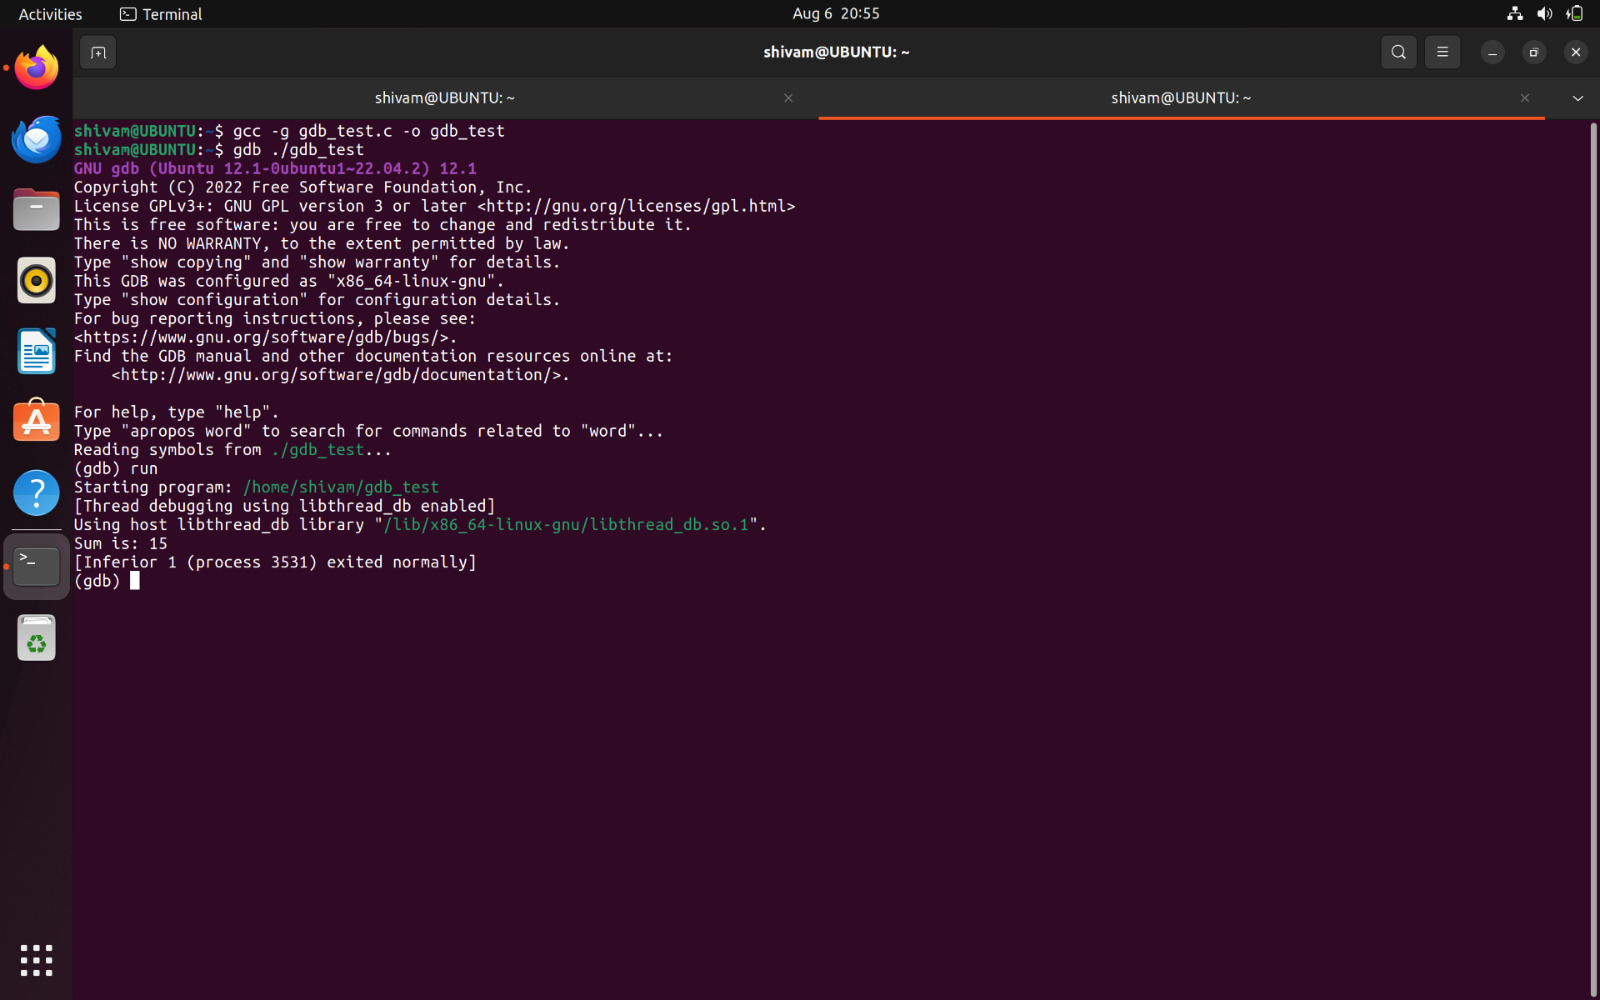 Activities
Terminal
Aug 6 20:55
shivam@UBUNTU: ~
shivam@UBUNTU: ~
shivam@UBUNTU: ~
shivam@UBUNTU:~$ gcc -g gdb_test.c -o gdb_test
shivam@UBUNTU:~$ gdb ./gdb_test
GNU gdb (Ubuntu 12.1-0ubuntu1~22.04.2) 12.1
Copyright (C) 2022 Free Software Foundation, Inc.
License GPLv3+: GNU GPL version 3 or later <http://gnu.org/licenses/gpl.html>
This is free software: you are free to change and redistribute it.
There is NO WARRANTY, to the extent permitted by law.
Type "show copying" and "show warranty" for details.
This GDB was configured as "x86_64-linux-gnu".
Type "show configuration" for configuration details.
For bug reporting instructions, please see:
<https://www.gnu.org/software/gdb/bugs/>.
Find the GDB manual and other documentation resources online at:
    <http://www.gnu.org/software/gdb/documentation/>.

For help, type "help".
Type "apropos word" to search for commands related to "word"...
Reading symbols from ./gdb_test...
(gdb) run
Starting program: /home/shivam/gdb_test
[Thread debugging using libthread_db enabled]
Using host libthread_db library "/lib/x86_64-linux-gnu/libthread_db.so.1".
Sum is: 15
[Inferior 1 (process 3531) exited normally]
(gdb)